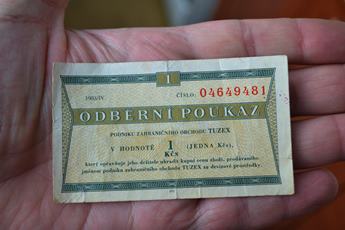 1
1985/IV.
ČÍSLO: 04649481
ODBERNÍ POUKAZ
PODNIKU ZAHRANIČNÍHO OBCHODU TUZEX
V HODNOTĚ 1 Kčs (JEDNA Kčs),
který opravňuje jeho držitele uhradit kupní cenu zboží, prodávaného
jménem podniku zahraničního obchodu TUZEX za devizové prostředky.